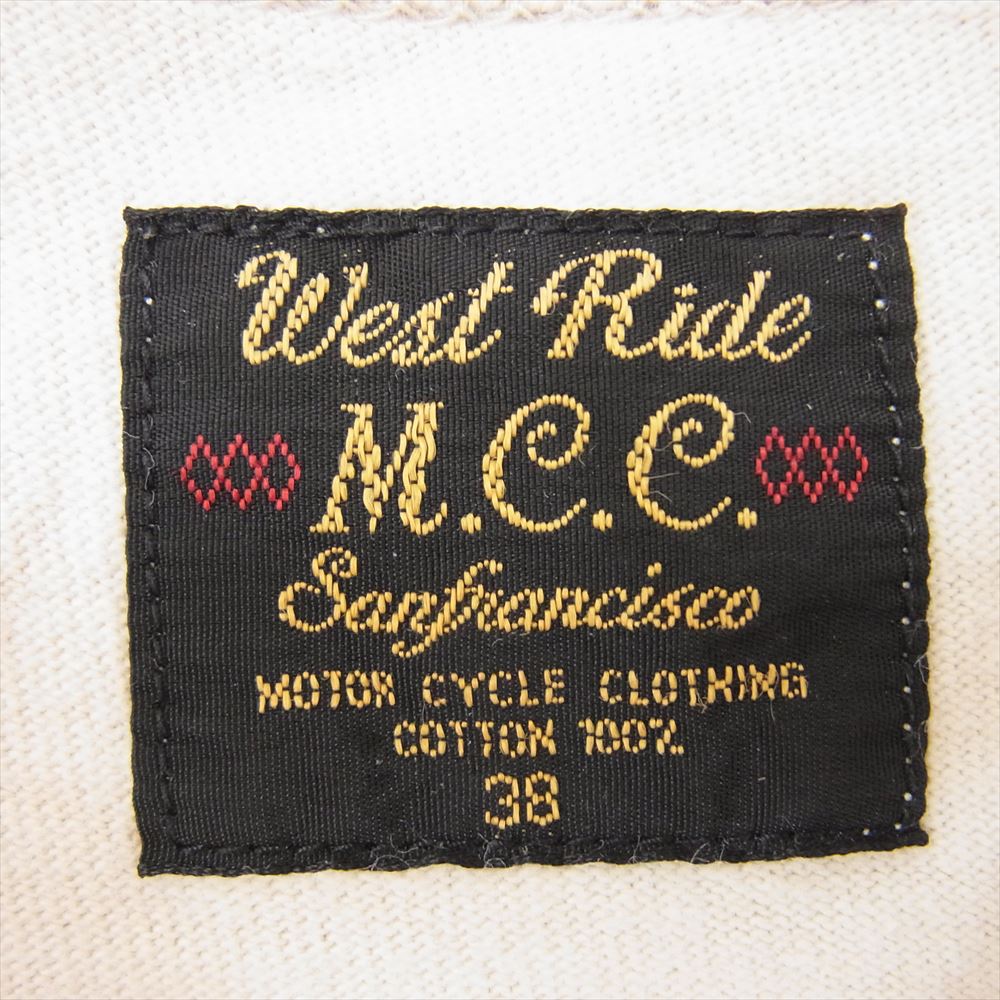 West Ride
M.C.C.
Sanfrancisco
MOTOR CYCLE CLOTHING
COTTON 100%
38